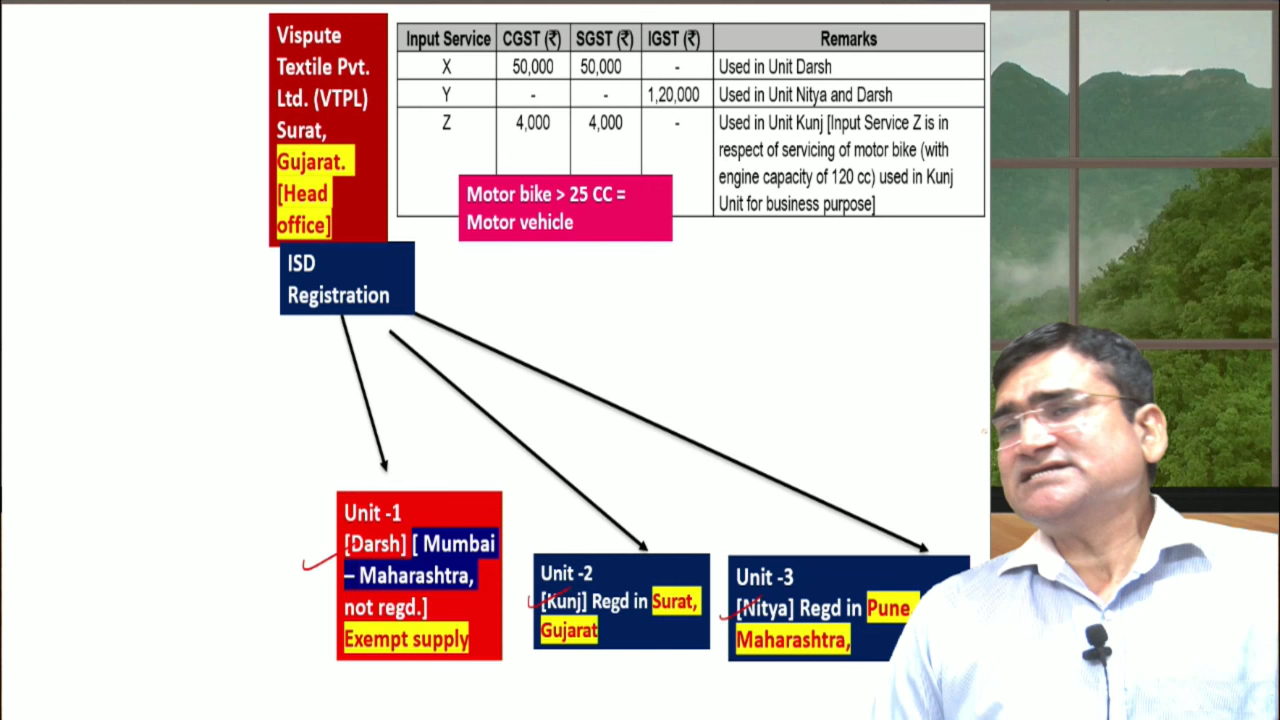 Vispute
Textile Pvt.
Ltd. (VTPL)
Surat,
Gujarat.
[Head
office]
Input Service CGST (₹) SGST (₹) IGST (₹) Remarks
X 50,000 50,000 - Used in Unit Darsh
Y - - 1,20,000 Used in Unit Nitya and Darsh
Z 4,000 4,000 - Used in Unit Kunj [Input Service Z is in
respect of servicing of motor bike (with
engine capacity of 120 cc) used in Kunj
Unit for business purpose]
Motor bike > 25 CC =
Motor vehicle
ISD
Registration
Unit -1
[Darsh] [ Mumbai
– Maharashtra,
not regd.]
Exempt supply
Unit -2
[Kunj] Regd in Surat,
Gujarat
Unit -3
[Nitya] Regd in Pune
Maharashtra,